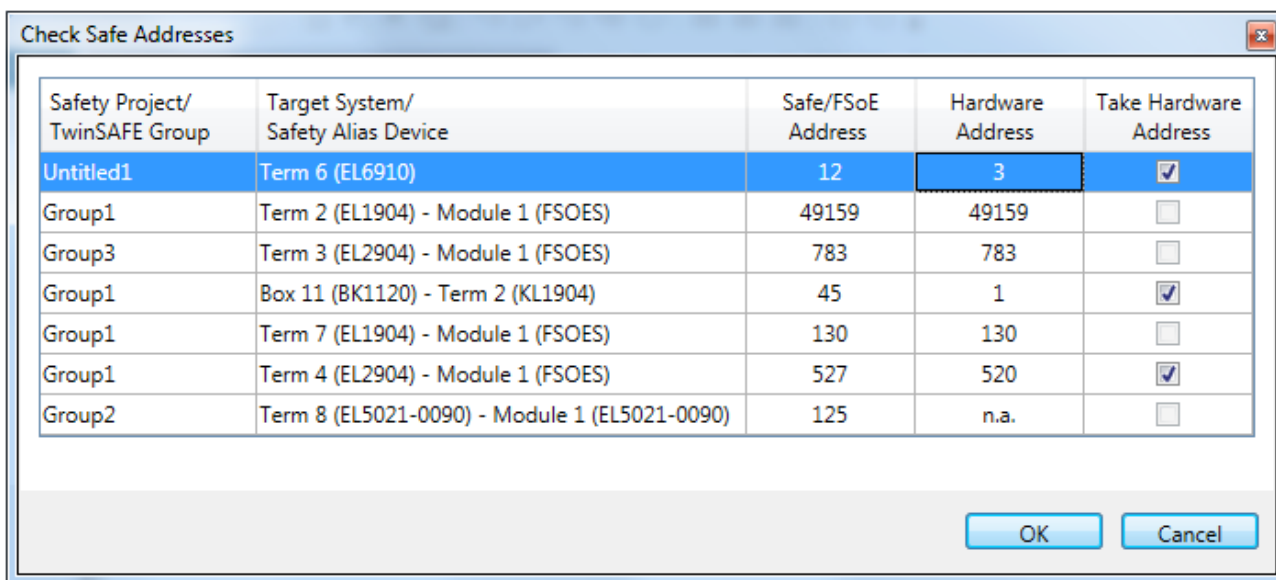 Check Safe Addresses
Safety Project/ Target System/ Safe/FSoE Hardware Take Hardware
TwinSAFE Group Safety Alias Device Address Address Address
Untitled1 Term 6 (EL6910) 12 3
Group1 Term 2 (EL1904) - Module 1 (FSOES) 49159 49159
Group3 Term 3 (EL2904) - Module 1 (FSOES) 783 783
Group1 Box 11 (BK1120) - Term 2 (KL1904) 45 1
Group1 Term 7 (EL1904) - Module 1 (FSOES) 130 130
Group1 Term 4 (EL2904) - Module 1 (FSOES) 527 520
Group2 Term 8 (EL5021-0090) - Module 1 (EL5021-0090) 125 n.a.
OK Cancel